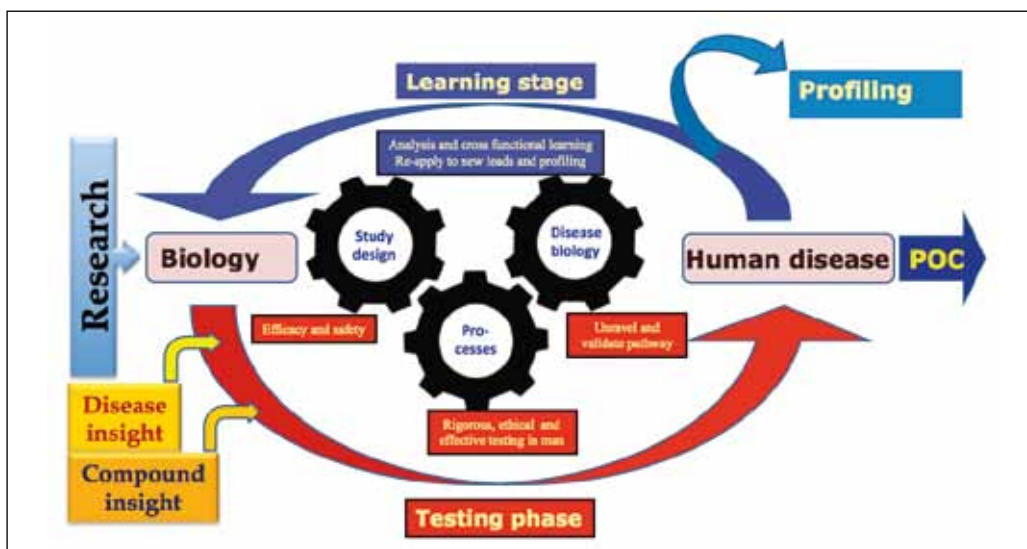 Learning stage
Profiling
Analysis and cross functional learning
Re-apply to new leads and profiling
Research
Study
design
Disease
biology
Biology
Human disease
POC
Efficacy and safety
Pro-
cesses
Unravel and
validate pathway
Disease
insight
Rigorous, ethical and
effective testing in man
Compound
insight
Testing phase